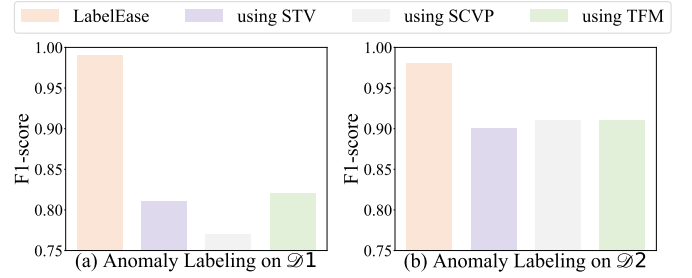 LabelEase using STV using SCVP using TFM
F1-score
1.00
0.95
0.90
0.85
0.80
0.75
(a) Anomaly Labeling on 𝒟1
F1-score
1.00
0.95
0.90
0.85
0.80
0.75
(b) Anomaly Labeling on 𝒟2